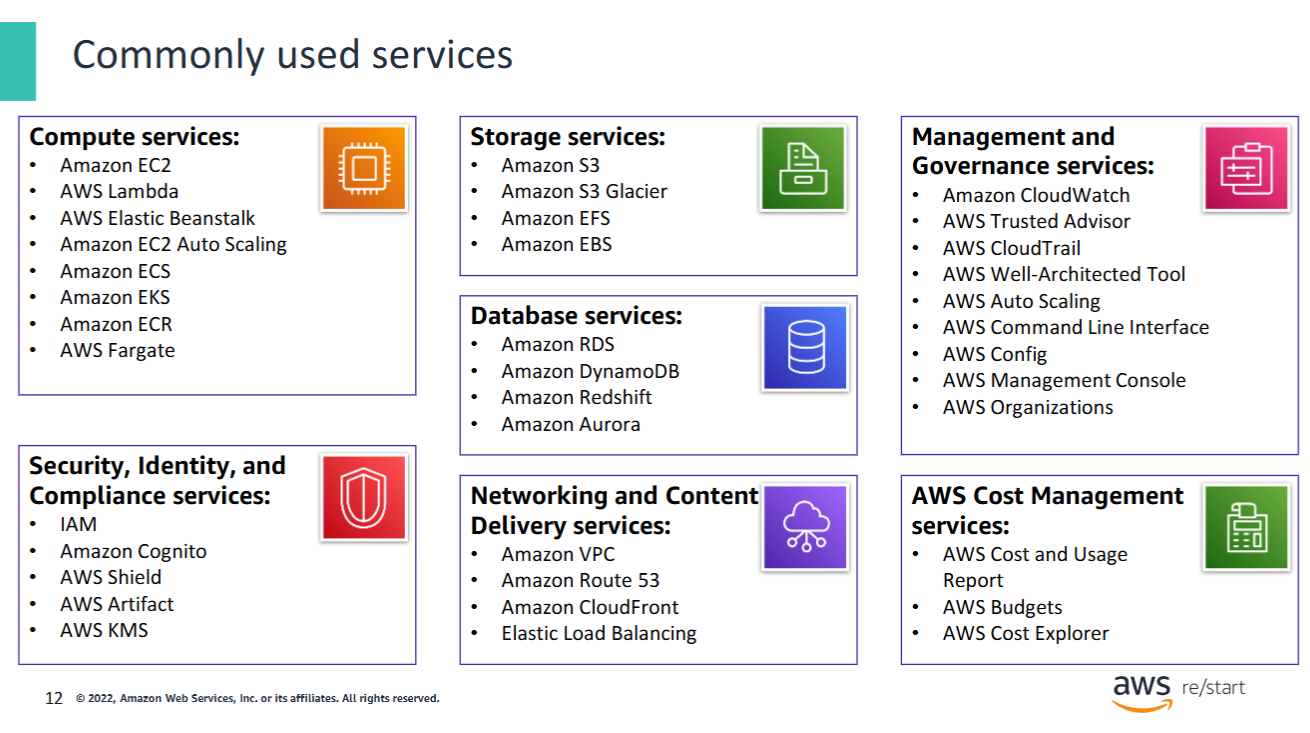 Commonly used services
Compute services:
• Amazon EC2
• AWS Lambda
• AWS Elastic Beanstalk
• Amazon EC2 Auto Scaling
• Amazon ECS
• Amazon EKS
• Amazon ECR
• AWS Fargate
Security, Identity, and
Compliance services:
• IAM
• Amazon Cognito
• AWS Shield
• AWS Artifact
• AWS KMS
Storage services:
• Amazon S3
• Amazon S3 Glacier
• Amazon EFS
• Amazon EBS
Database services:
• Amazon RDS
• Amazon DynamoDB
• Amazon Redshift
• Amazon Aurora
Networking and Content
Delivery services:
• Amazon VPC
• Amazon Route 53
• Amazon CloudFront
• Elastic Load Balancing
Management and
Governance services:
• Amazon CloudWatch
• AWS Trusted Advisor
• AWS CloudTrail
• AWS Well-Architected Tool
• AWS Auto Scaling
• AWS Command Line Interface
• AWS Config
• AWS Management Console
• AWS Organizations
AWS Cost Management
services:
• AWS Cost and Usage
Report
• AWS Budgets
• AWS Cost Explorer
12 © 2022, Amazon Web Services, Inc. or its affiliates. All rights reserved.
aws re/start